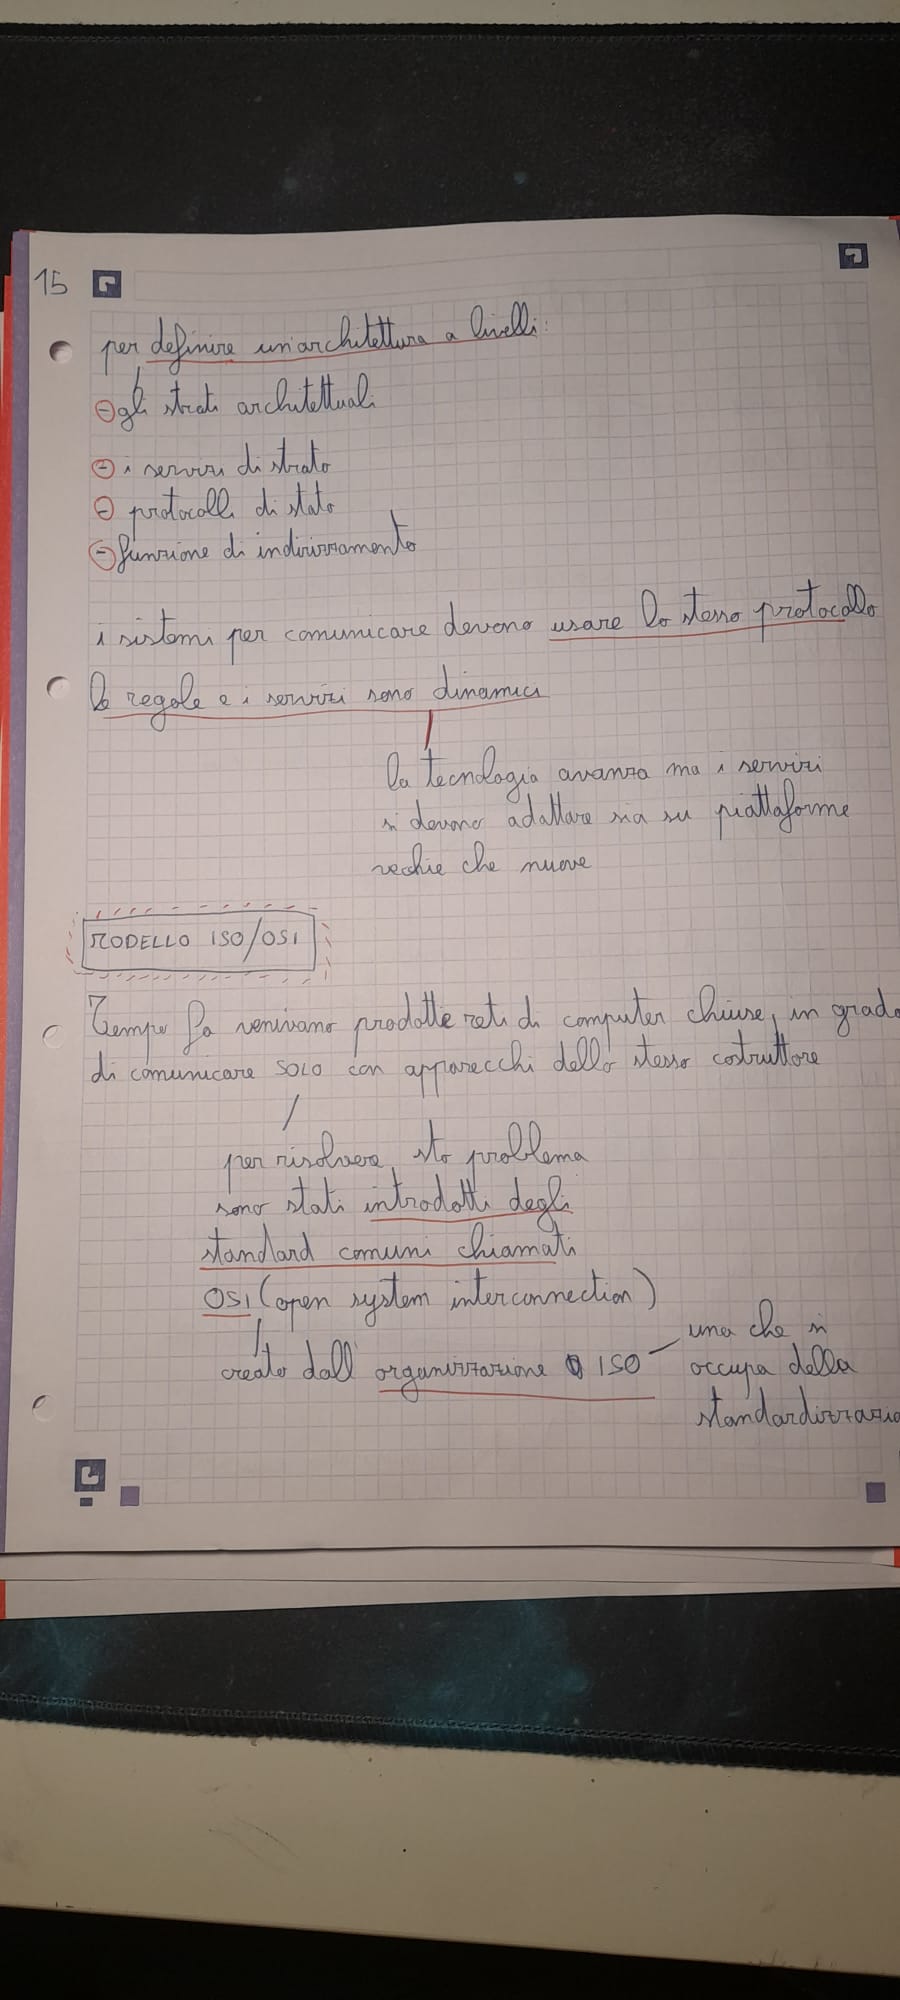 15
per definire un'architettura a livelli:
gli strati architettuali
i servizi di strato
protocolli di stato
funzione di indirizzamento
i sistemi per comunicare devono usare lo stesso protocollo
le regole e i servizi sono dinamici
la tecnologia avanza ma i servizi
si devono adattare sia su piattaforme
vechie che nuove
MODELLO ISO/OSI
Tempo fa venivano prodotte reti di computer chiuse, in grado
di comunicare SOLO con apparecchi dello stesso costruttore
per risolvere sto problema
sono stati introdotti degli
standard comuni chiamati
OSI (open system interconnection)
creato dall'organizzazione ISO
una che si
occupa della
standardizzazio